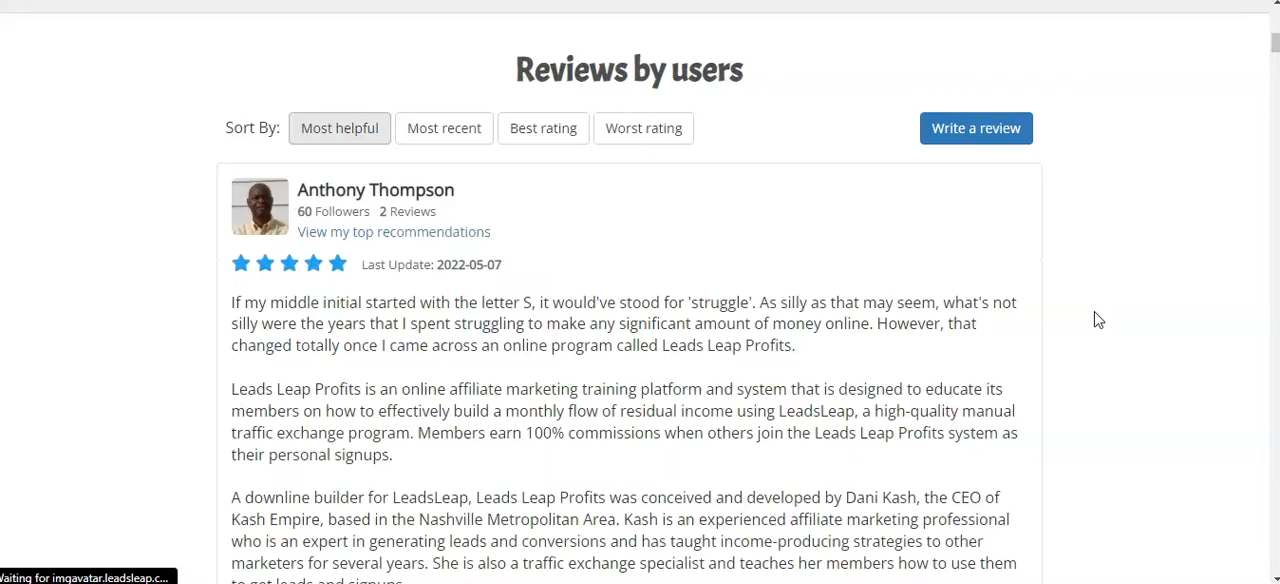 Reviews by users
Sort By: Most helpful Most recent Best rating Worst rating Write a review
Anthony Thompson
60 Followers 2 Reviews
View my top recommendations
Last Update: 2022-05-07
If my middle initial started with the letter S, it would've stood for 'struggle'. As silly as that may seem, what's not
silly were the years that I spent struggling to make any significant amount of money online. However, that
changed totally once I came across an online program called Leads Leap Profits.
Leads Leap Profits is an online affiliate marketing training platform and system that is designed to educate its
members on how to effectively build a monthly flow of residual income using LeadsLeap, a high-quality manual
traffic exchange program. Members earn 100% commissions when others join the Leads Leap Profits system as
their personal signups.
A downline builder for LeadsLeap, Leads Leap Profits was conceived and developed by Dani Kash, the CEO of
Kash Empire, based in the Nashville Metropolitan Area. Kash is an experienced affiliate marketing professional
who is an expert in generating leads and conversions and has taught income-producing strategies to other
marketers for several years. She is also a traffic exchange specialist and teaches her members how to use them
to get leads and signups.
Waiting for imgavatar.leadsleap.c...